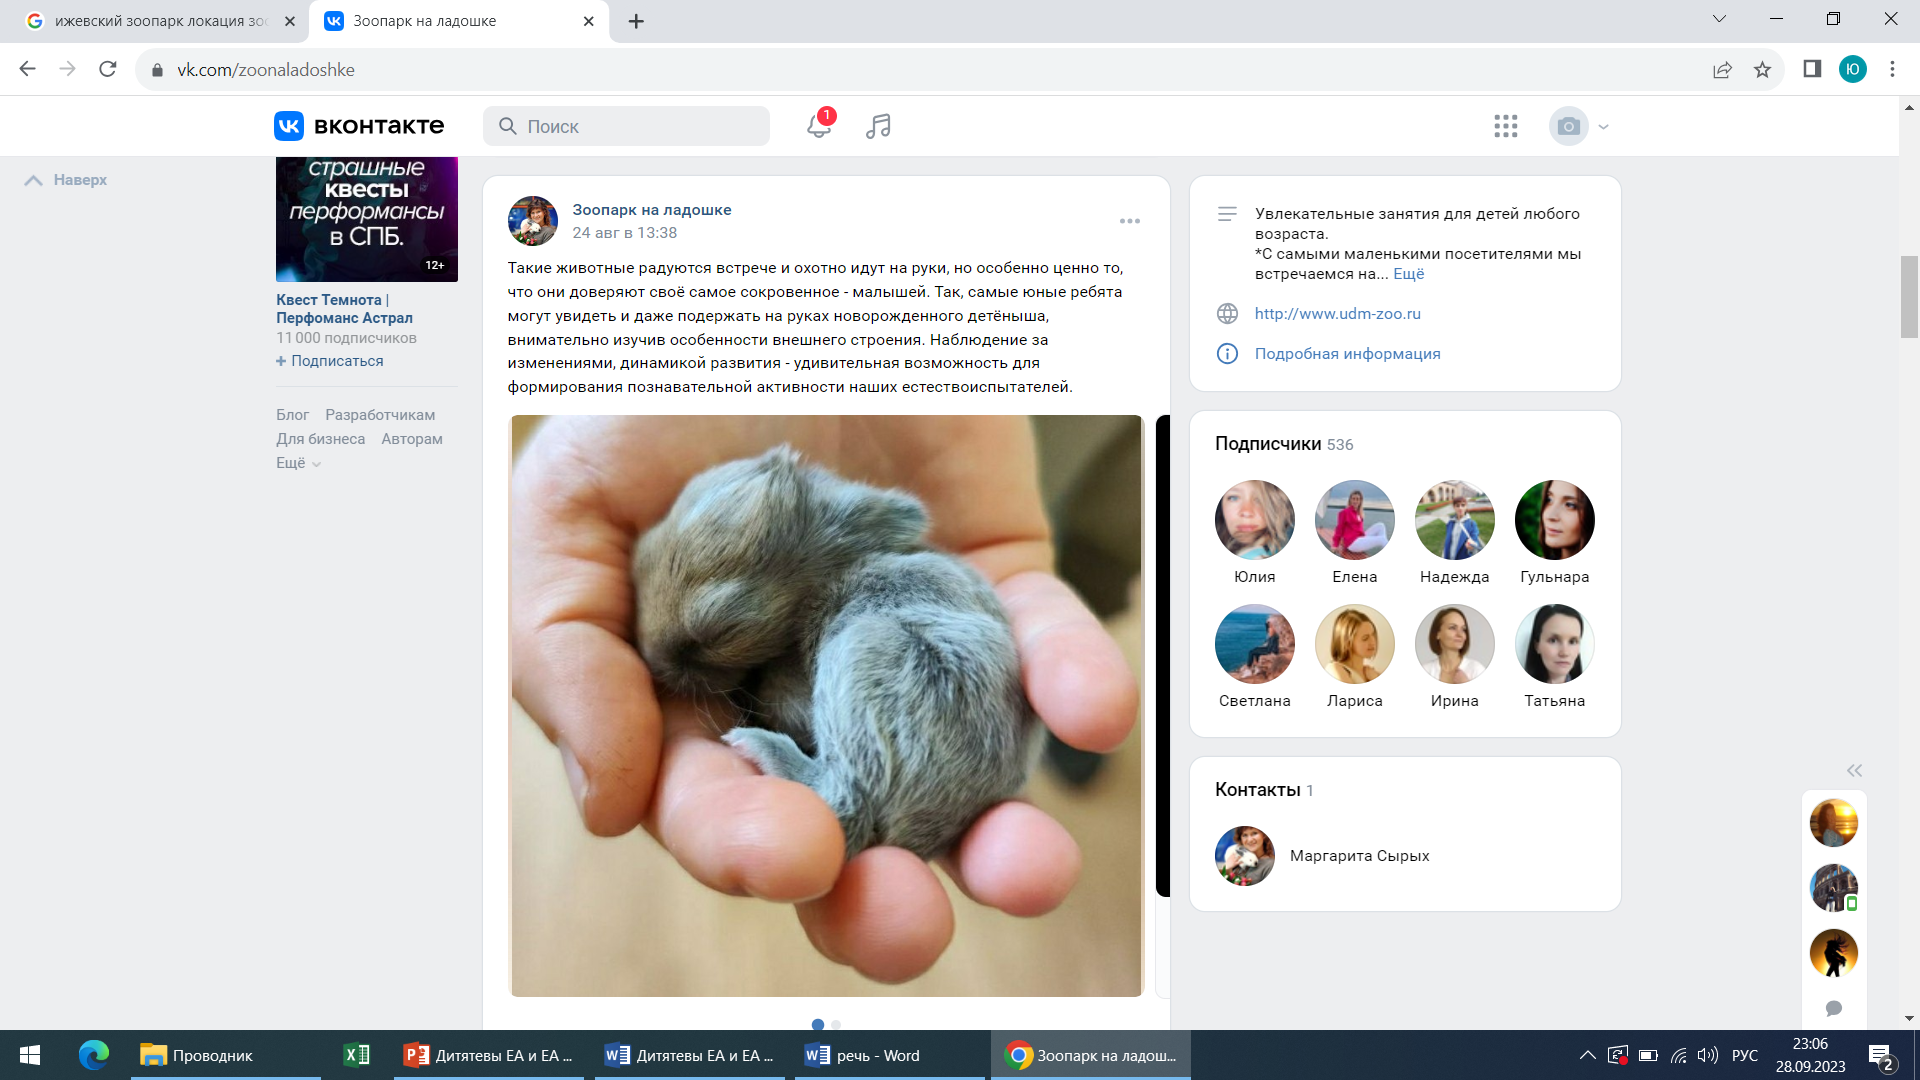 ижевский зоопарк локация зоо
Зоопарк на ладошке
vk.com/zoonaladoshke
Ю
вконтакте
Поиск
1
Наверх
страшные
квесты
перформансы
в СПБ.
12+
Квест Темнота |
Перфоманс Астрал
11 000 подписчиков
+ Подписаться
Блог Разработчикам
Для бизнеса Авторам
Ещё
Зоопарк на ладошке
24 авг в 13:38
Такие животные радуются встрече и охотно идут на руки, но особенно ценно то,
что они доверяют своё самое сокровенное - малышей. Так, самые юные ребята
могут увидеть и даже подержать на руках новорожденного детёныша,
внимательно изучив особенности внешнего строения. Наблюдение за
изменениями, динамикой развития - удивительная возможность для
формирования познавательной активности наших естествоиспытателей.
Увлекательные занятия для детей любого
возраста.
*С самыми маленькими посетителями мы
встречаемся на... Ещё
http://www.udm-zoo.ru
Подробная информация
Подписчики 536
Юлия Елена Надежда Гульнара
Светлана Лариса Ирина Татьяна
Контакты 1
Маргарита Сырых
Проводник
Дитятевы ЕА и ЕА ...
Дитятевы ЕА и ЕА ...
речь - Word
Зоопарк на ладош...
РУС
23:06
28.09.2023
2